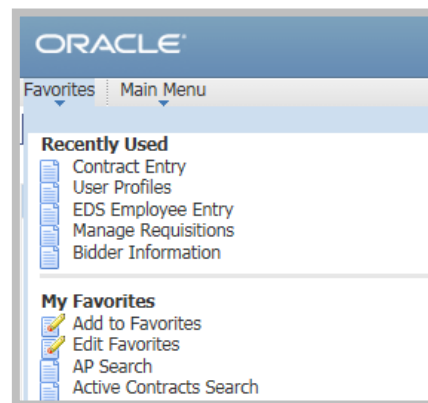 ORACLE®
Favorites Main Menu
Recently Used
Contract Entry
User Profiles
EDS Employee Entry
Manage Requisitions
Bidder Information
My Favorites
Add to Favorites
Edit Favorites
AP Search
Active Contracts Search